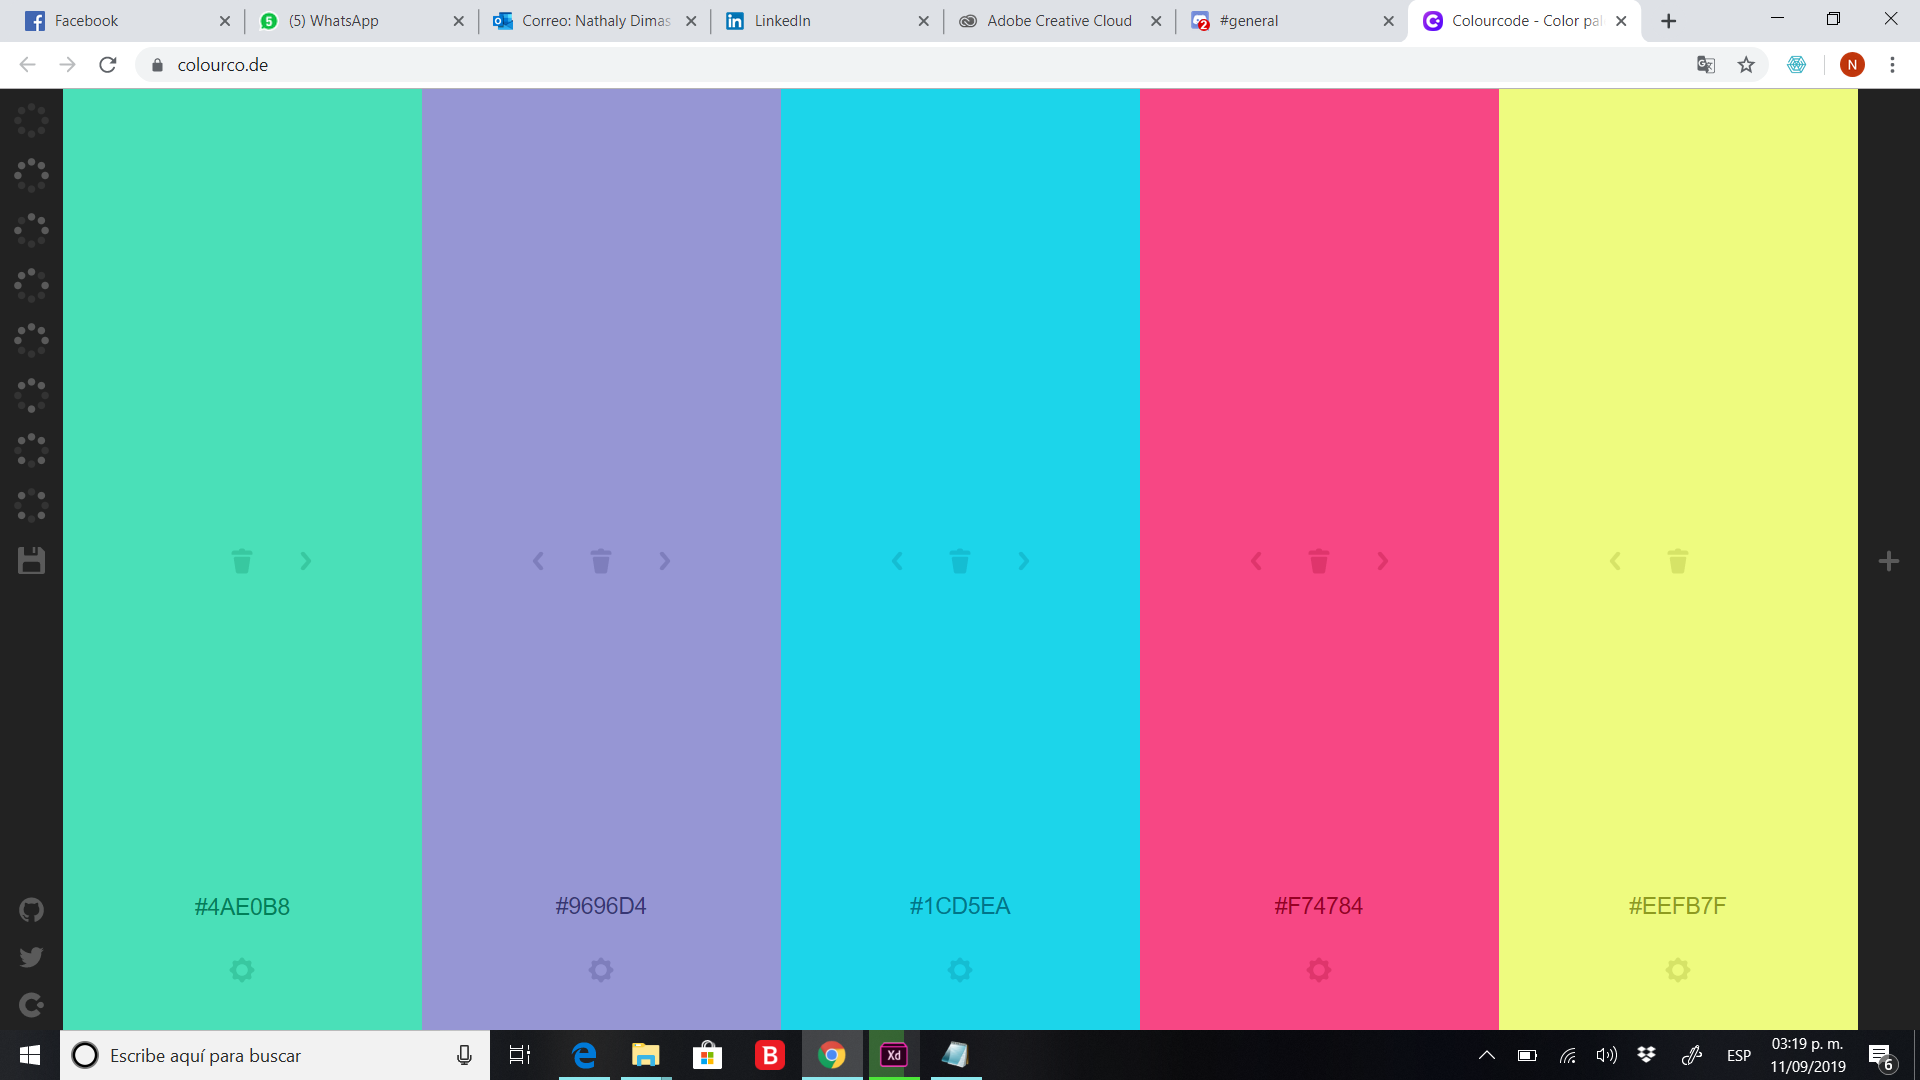 Facebook
(5) WhatsApp
Correo: Nathaly Dimas
LinkedIn
Adobe Creative Cloud
#general
Colourcode - Color pal
colourco.de
N
#4AE0B8
#9696D4
#1CD5EA
#F74784
#EEFB7F
Escribe aquí para buscar
B
Xd
ESP
03:19 p. m.
11/09/2019
6